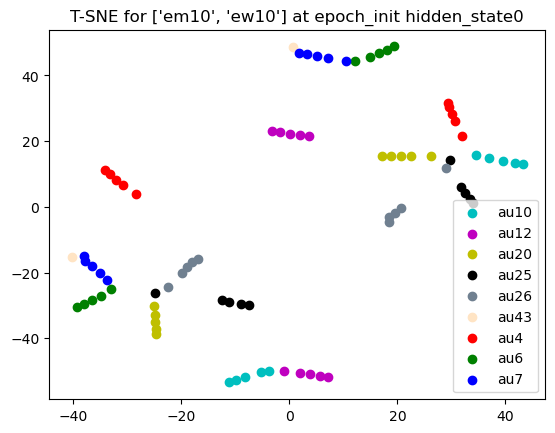 T-SNE for ['em10', 'ew10'] at epoch_init hidden_state0
40
20
0
−20
−40
−40
−20
0
20
40
au10
au12
au20
au25
au26
au43
au4
au6
au7